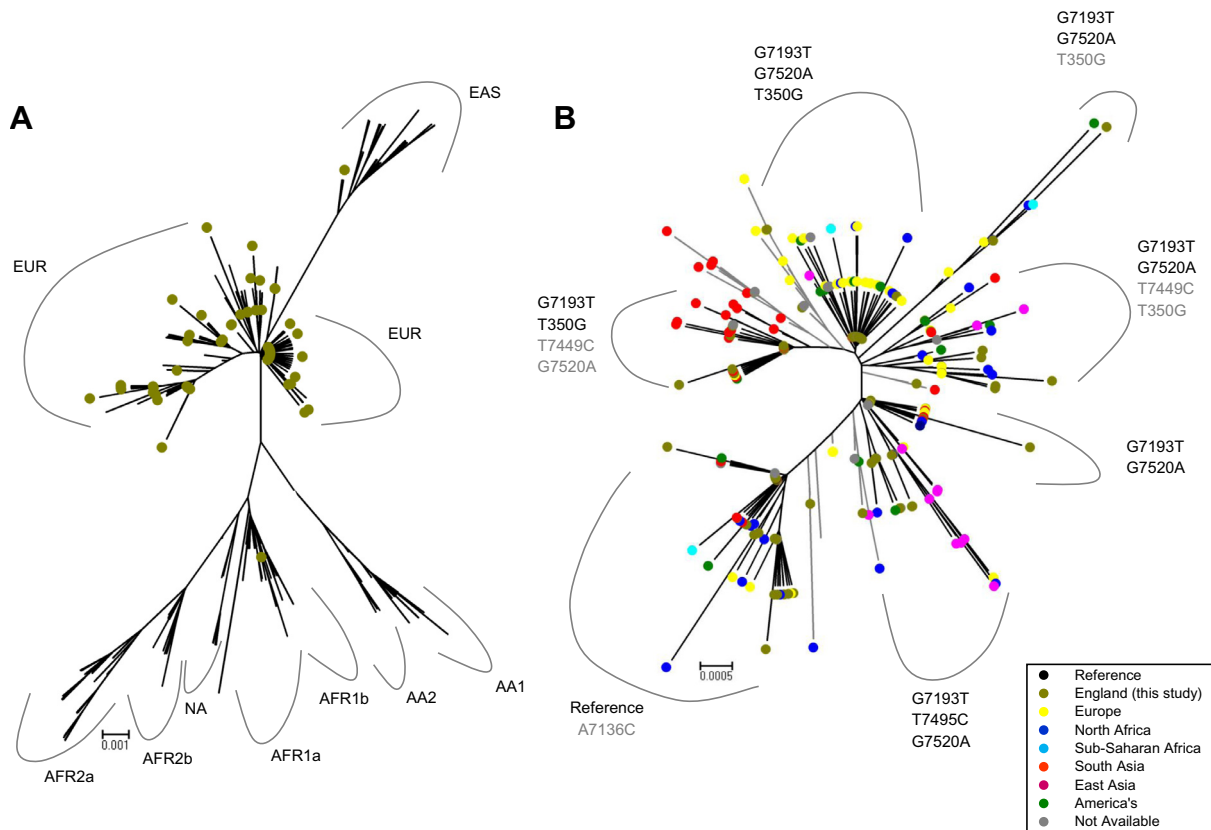 A
EAS
EUR
EUR
AFR2a
AFR2b
NA
AFR1a
AFR1b
AA2
AA1
0.001
B
G7193T
G7520A
T350G
G7193T
G7520A
T350G
G7193T
G7520A
T7449C
T350G
G7193T
T350G
T7449C
G7520A
G7193T
G7520A
G7193T
T7495C
G7520A
Reference
A7136C
0.0005
Reference
England (this study)
Europe
North Africa
Sub-Saharan Africa
South Asia
East Asia
America's
Not Available